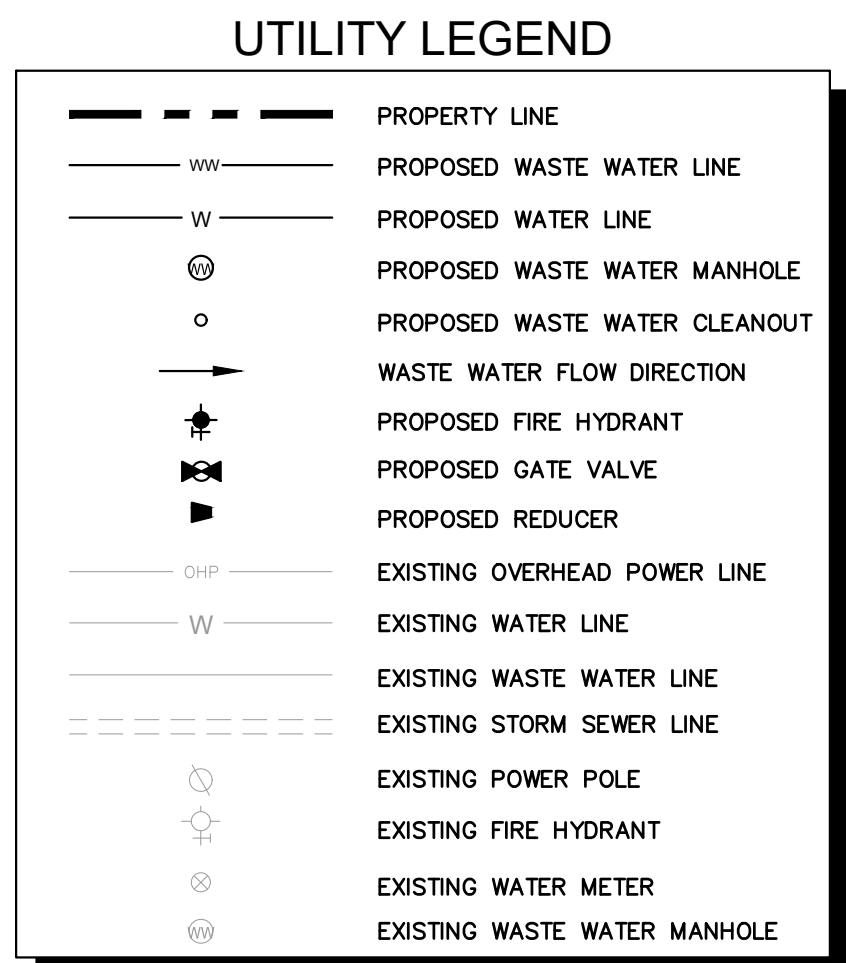 UTILITY LEGEND
PROPERTY LINE
WW PROPOSED WASTE WATER LINE
W PROPOSED WATER LINE
WW PROPOSED WASTE WATER MANHOLE
PROPOSED WASTE WATER CLEANOUT
WASTE WATER FLOW DIRECTION
PROPOSED FIRE HYDRANT
PROPOSED GATE VALVE
PROPOSED REDUCER
OHP EXISTING OVERHEAD POWER LINE
W EXISTING WATER LINE
EXISTING WASTE WATER LINE
EXISTING STORM SEWER LINE
EXISTING POWER POLE
EXISTING FIRE HYDRANT
EXISTING WATER METER
WW EXISTING WASTE WATER MANHOLE